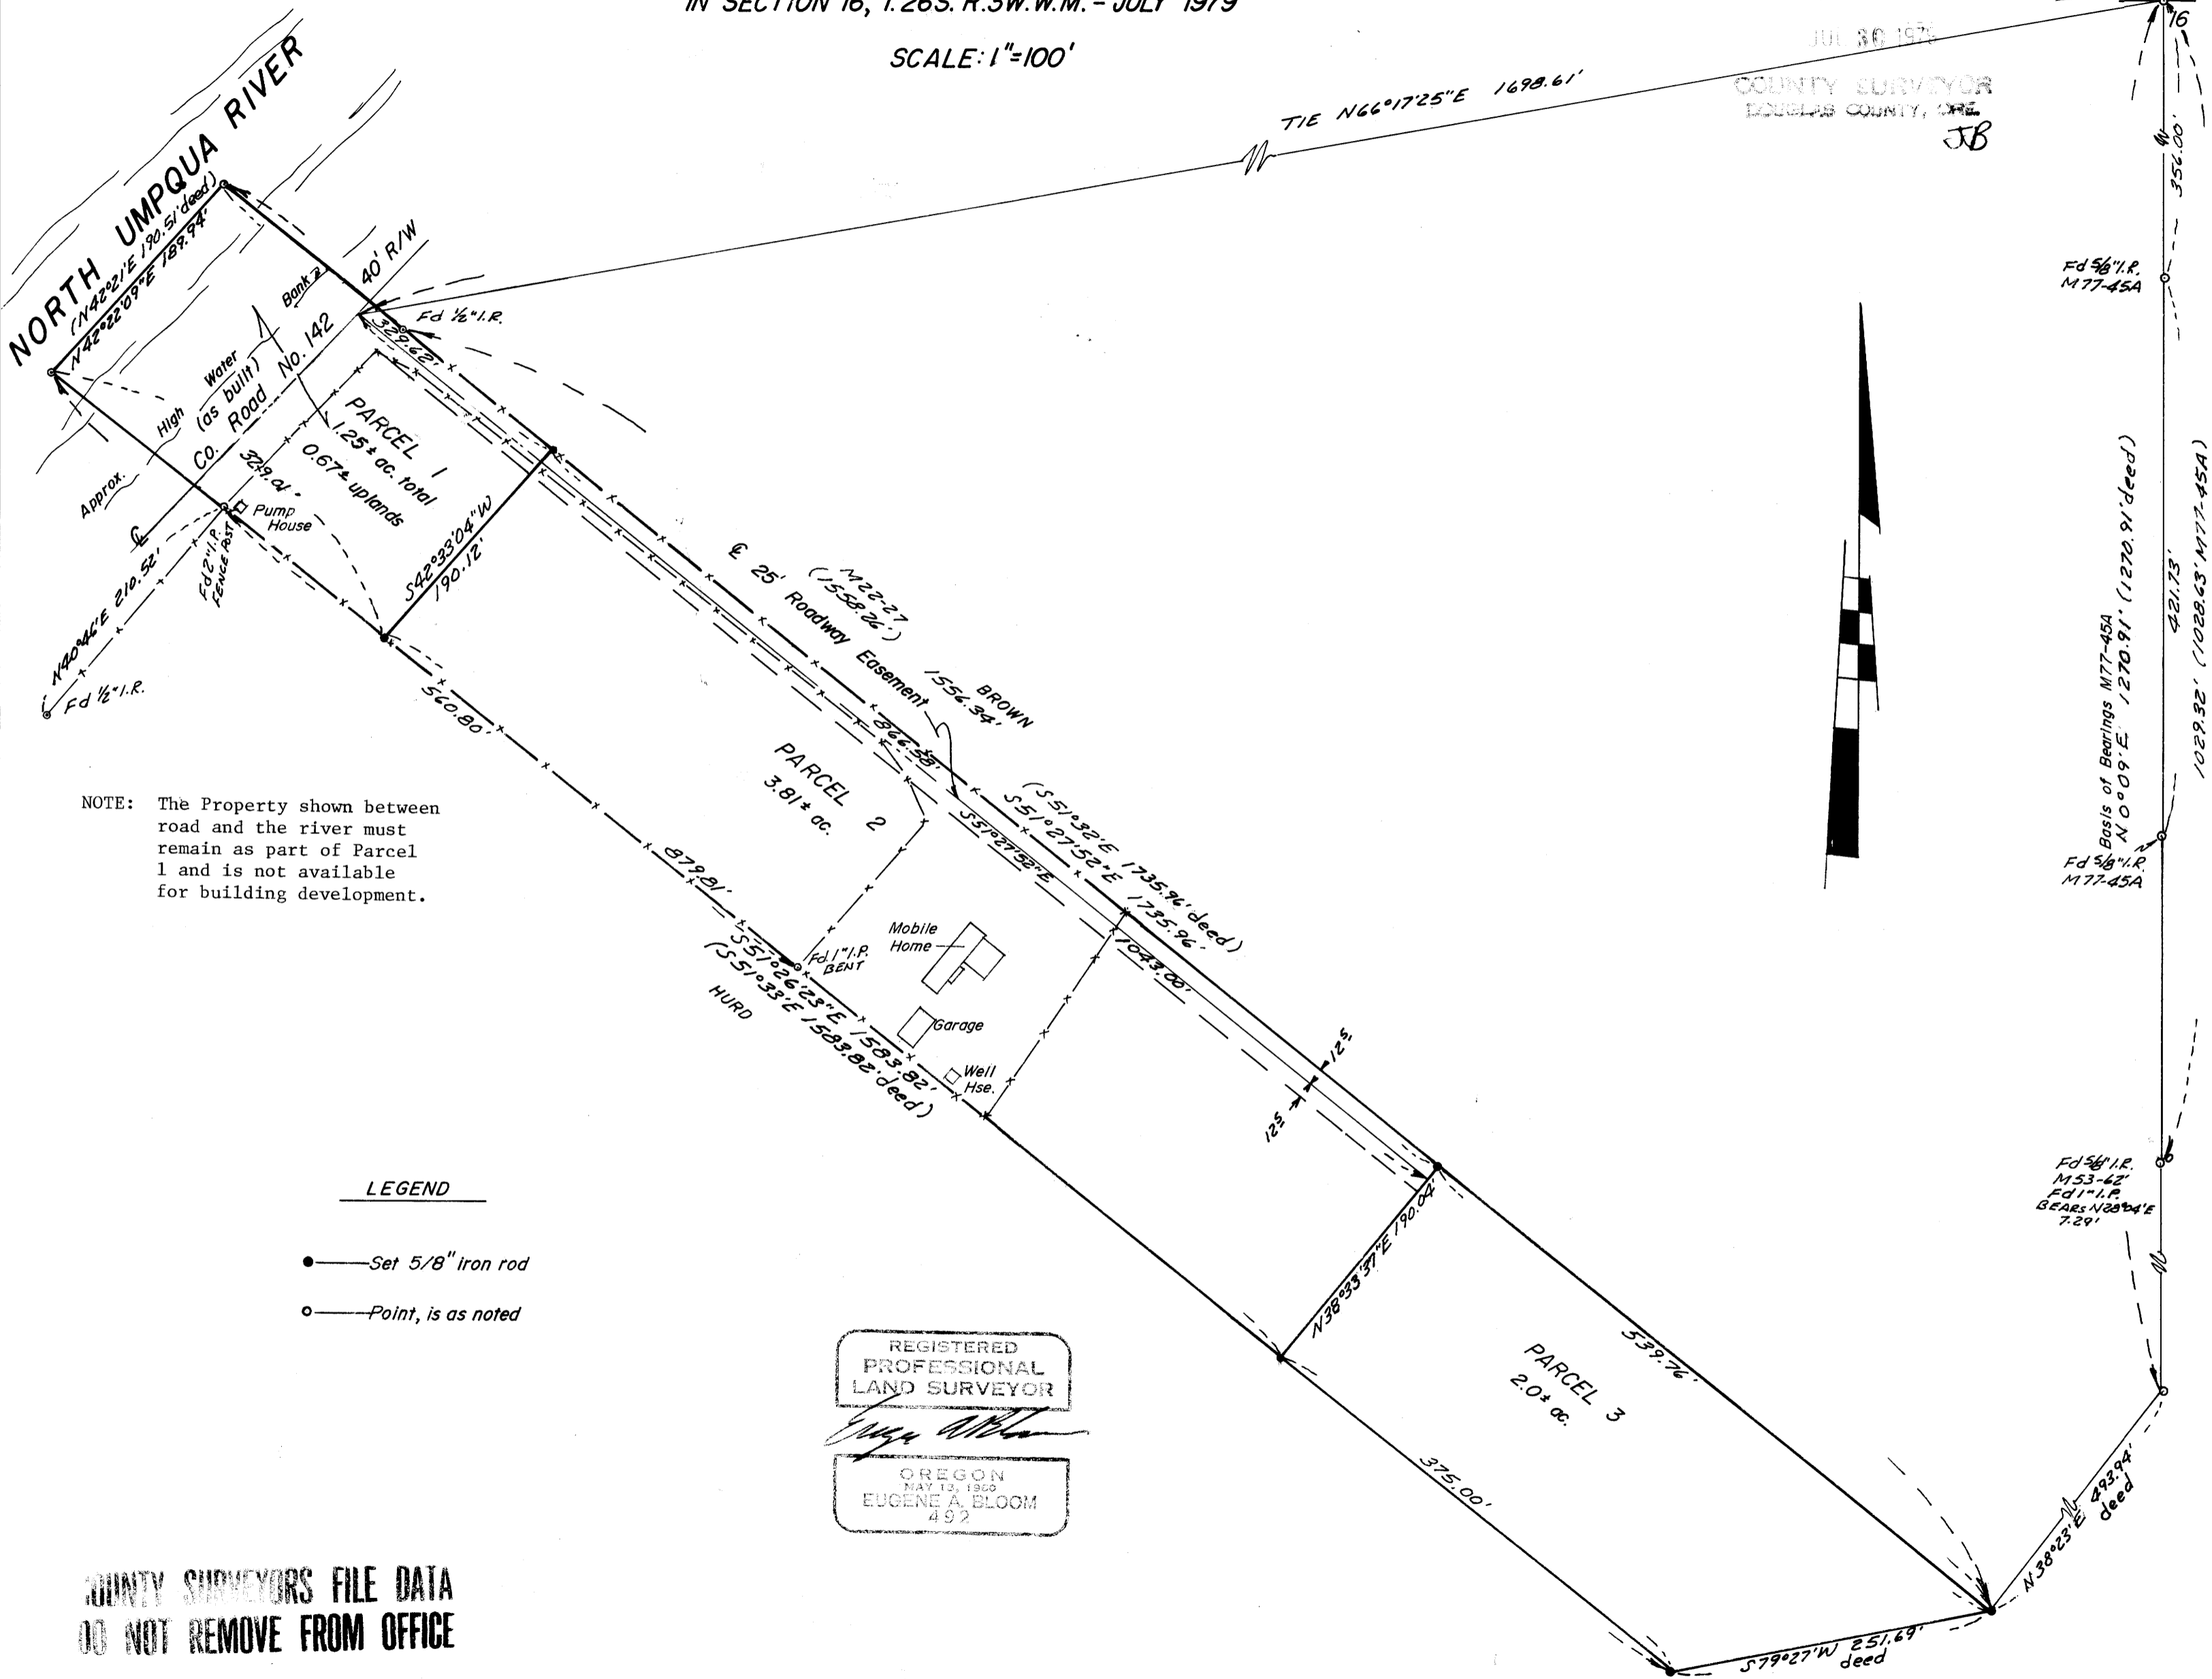 IN SECTION 16, T.26S. R.3W. W.M. – JULY 1979
SCALE: 1"=100'
JUL 30 1979
COUNTY SURVEYOR
DOUGLAS COUNTY, ORE.
JB
16
TIE N66°17'25"E 1698.61'
NORTH UMPQUA RIVER
(N42°21'E 190.51' deed)
N42°22'09"E 189.94'
Bank
40' R/W
Fd 1/2" I.R.
329.62'
Approx. High Water
(as built)
Co. Road No. 142
PARCEL 1
1.25± ac. total
0.67± uplands
Pump
House
Fd 2" I.P.
FENCE POST
N40°46'E 210.52'
Fd 1/2" I.R.
S42°33'04"W
190.12'
560.80'
℄ 25' Roadway Easement
M22-27
(1558.26')
BROWN
1556.34'
866.58'
PARCEL 2
3.81± ac.
(S51°32'E 1735.96' deed)
S51°27'52"E 1735.96'
S51°27'52"E
1043.00'
879.81'
NOTE: The Property shown between
road and the river must
remain as part of Parcel
1 and is not available
for building development.
Mobile
Home
Fd. 1" I.P.
BENT
S51°26'23"E 1583.82'
(S51°33'E 1583.82' deed)
HURD
Garage
Well
Hse.
12⁵
12⁵
N38°33'37"E 190.04'
539.76'
PARCEL 3
2.0± ac.
375.00'
S79°27'W 251.69'
deed
N38°23'E 493.94'
deed
356.00'
Fd 5/8" I.R.
M77-45A
Basis of Bearings M77-45A
N0°09'E 1270.91' (1270.91' deed)
421.73'
1029.32' (1028.63' M77-45A)
Fd 5/8" I.R.
M77-45A
Fd 5/8" I.R.
M53-62
Fd 1" I.P.
BEARS N28°04'E
7.29'
LEGEND
Set 5/8" iron rod
Point, is as noted
REGISTERED
PROFESSIONAL
LAND SURVEYOR
OREGON
MAY 13, 1960
EUGENE A. BLOOM
492
COUNTY SURVEYORS FILE DATA
DO NOT REMOVE FROM OFFICE